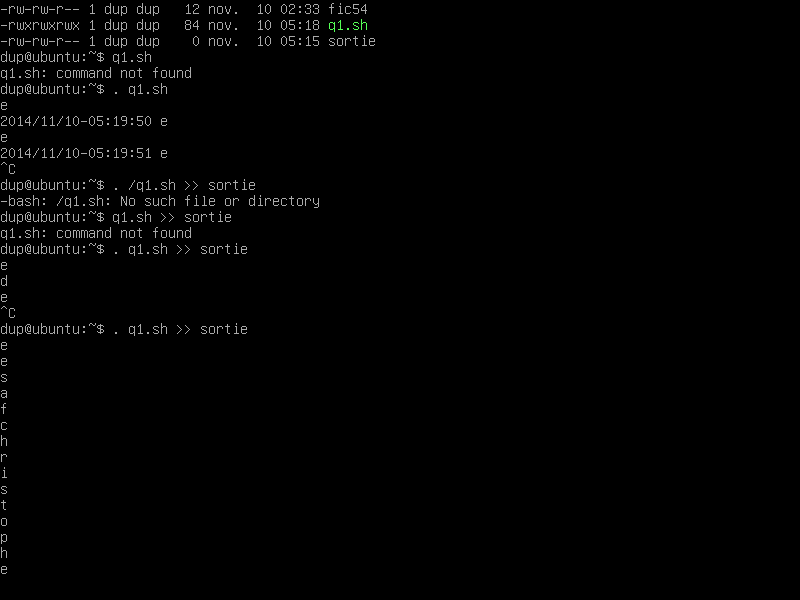 -rw-rw-r-- 1 dup dup   12 nov.  10 02:33 fic54
-rwxrwxrwx 1 dup dup   84 nov.  10 05:18 q1.sh
-rw-rw-r-- 1 dup dup    0 nov.  10 05:15 sortie
dup@ubuntu:~$ q1.sh
q1.sh: command not found
dup@ubuntu:~$ . q1.sh
e
2014/11/10-05:19:50 e
e
2014/11/10-05:19:51 e
^C
dup@ubuntu:~$ . /q1.sh >> sortie
-bash: /q1.sh: No such file or directory
dup@ubuntu:~$ q1.sh >> sortie
q1.sh: command not found
dup@ubuntu:~$ . q1.sh >> sortie
e
d
e
^C
dup@ubuntu:~$ . q1.sh >> sortie
e
e
s
a
f
c
h
r
i
s
t
o
p
h
e